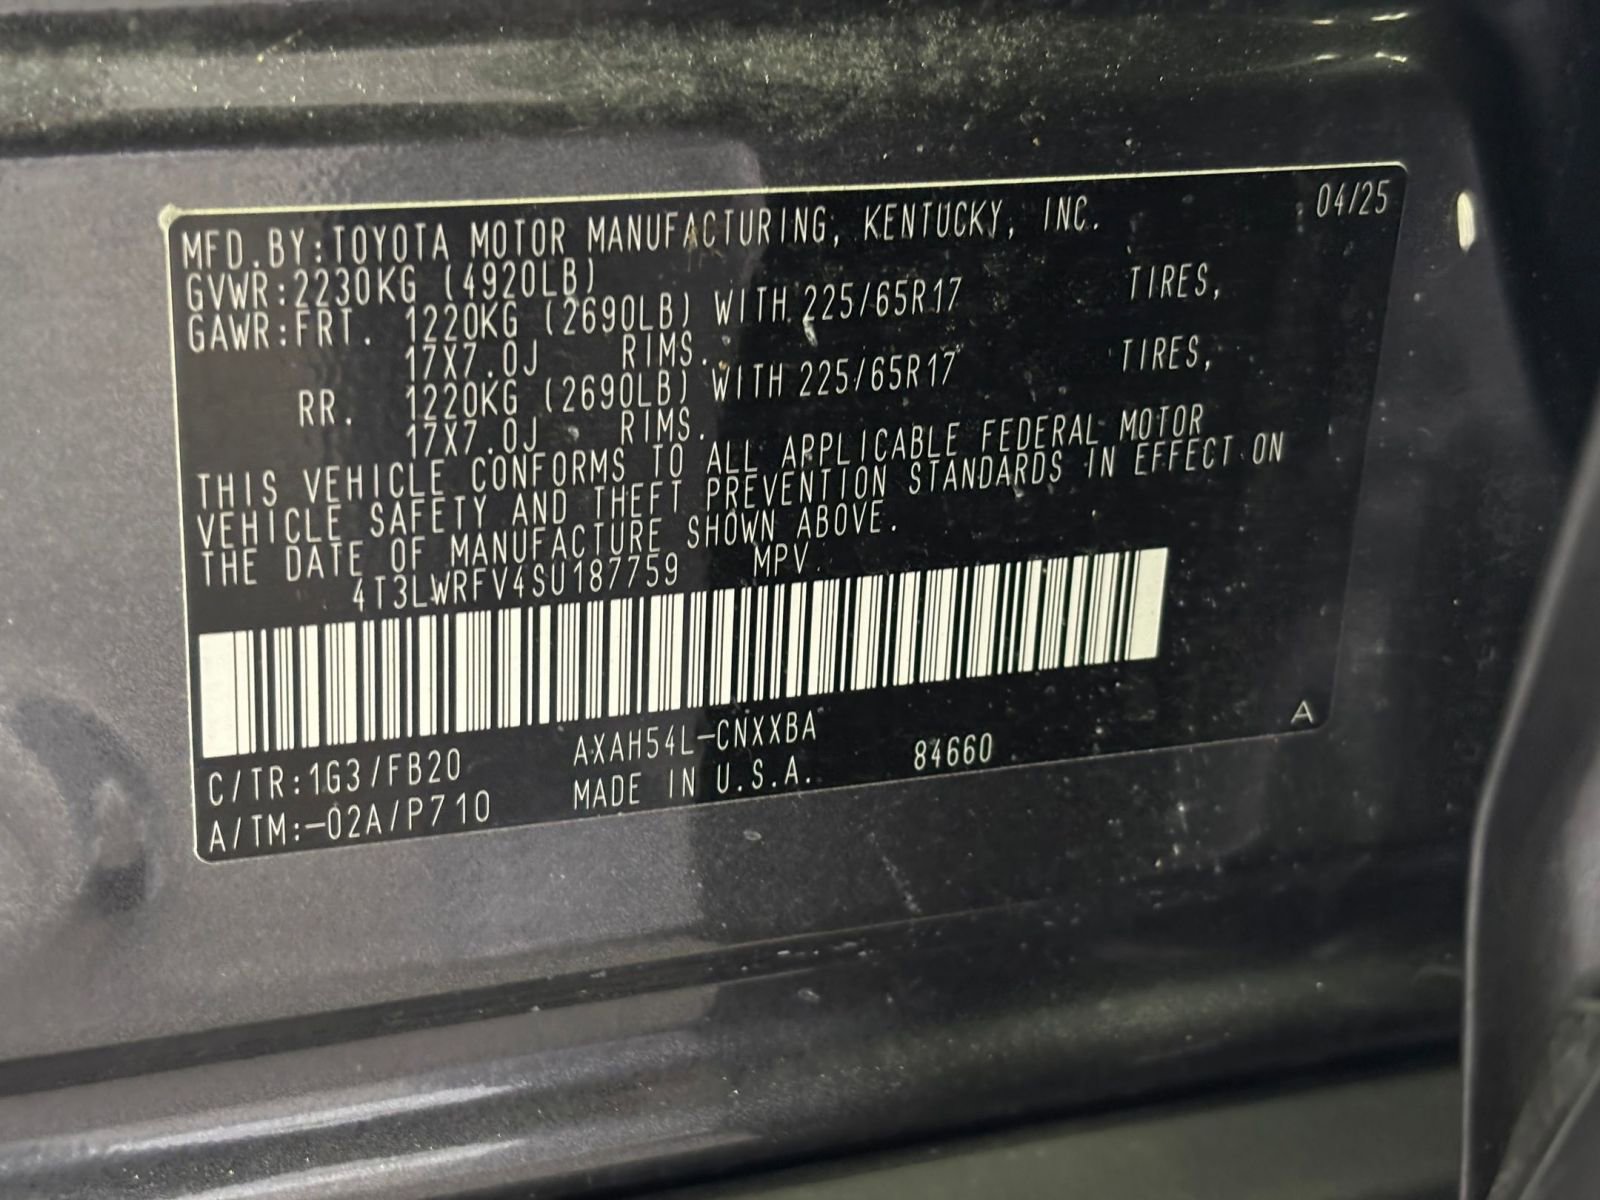 04/25
MFD.BY:TOYOTA MOTOR MANUFACTURING, KENTUCKY, INC.
GVWR:2230KG (4920LB)
GAWR:FRT. 1220KG (2690LB) WITH 225/65R17 TIRES,
17X7.0J RIMS.
RR. 1220KG (2690LB) WITH 225/65R17 TIRES,
17X7.0J RIMS.
THIS VEHICLE CONFORMS TO ALL APPLICABLE FEDERAL MOTOR
VEHICLE SAFETY AND THEFT PREVENTION STANDARDS IN EFFECT ON
THE DATE OF MANUFACTURE SHOWN ABOVE.
4T3LWRFV4SU187759 MPV
C/TR:1G3/FB20 AXAH54L-CNXXBA
A/TM:-02A/P710 MADE IN U.S.A. 84660
A